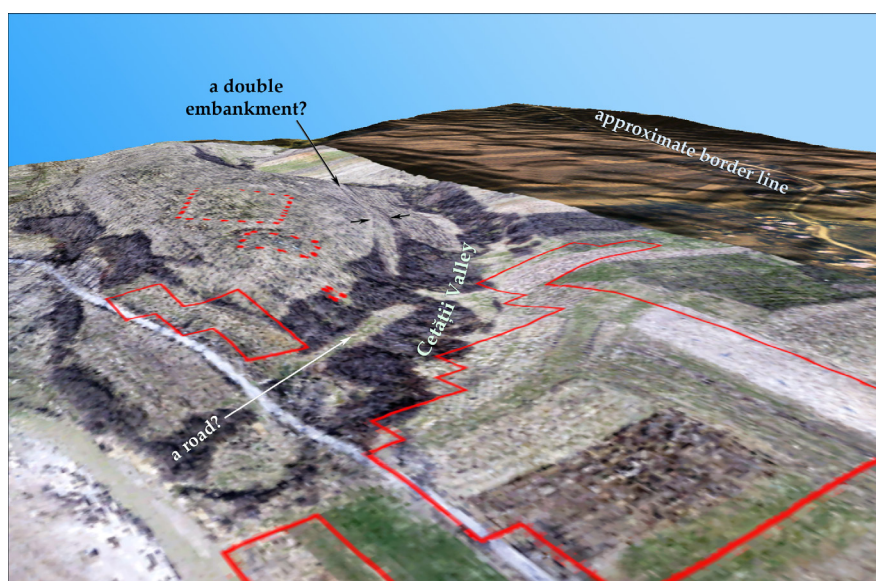 a double
embankment?
approximate border line
Cetății Valley
a road?